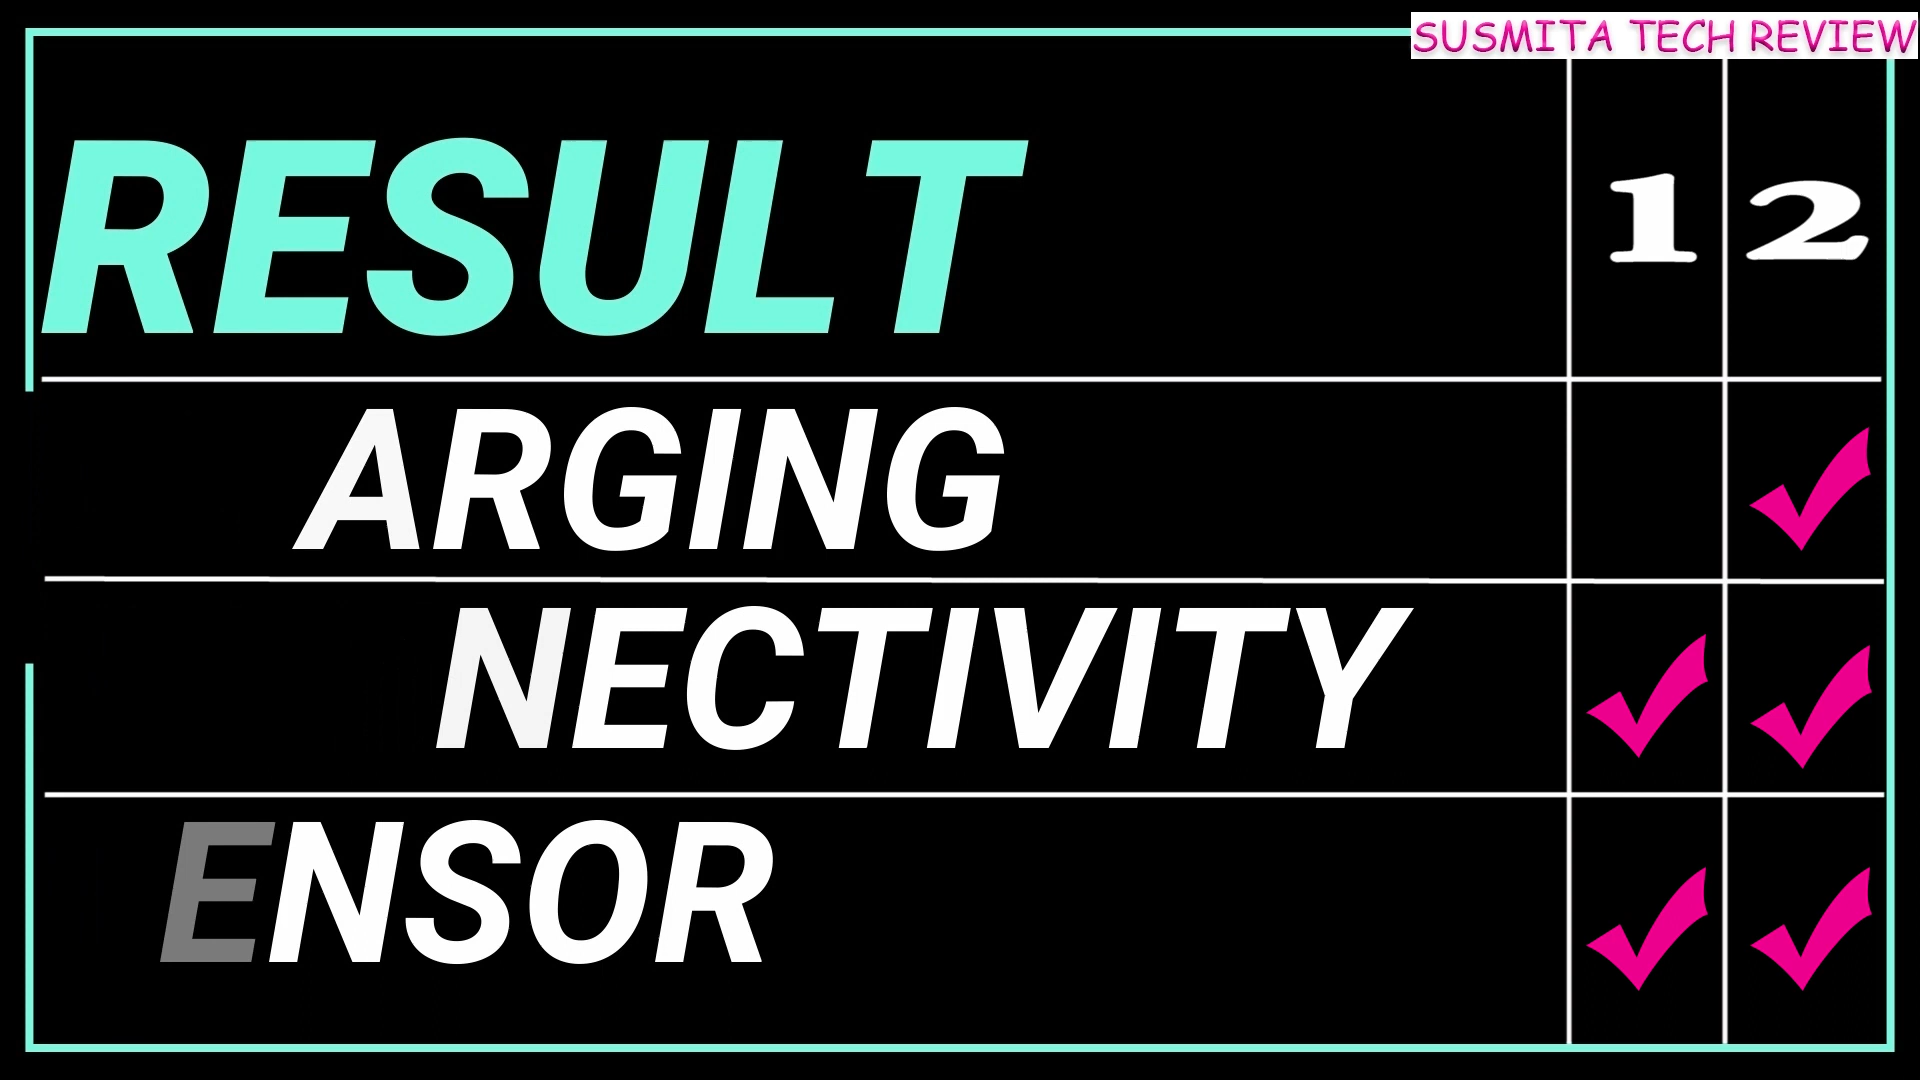 SUSMITA TECH REVIEW
RESULT 1 2
ARGING
NECTIVITY
ENSOR